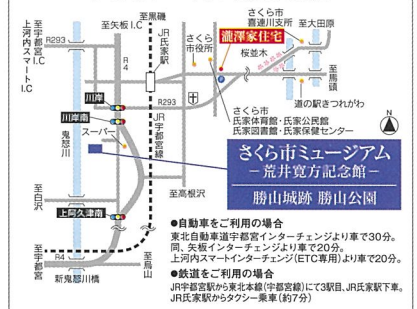 至矢板I.C
至黒磯
さくら市
喜連川支所
至大田原
至宇都宮I.C
上河内スマートI.C
R293
R4
JR氏家駅
さくら市役所
瀧澤家住宅
桜並木
P
至馬頭
道の駅きつれがわ
川岸
R293
さくら市
氏家体育館・氏家公民館
氏家図書館・氏家保健センター
N
川岸南
鬼怒川
スーパー
JR宇都宮線
さくら市ミュージアム
－荒井寛方記念館－
勝山城跡 勝山公園
至白沢
至高根沢
上阿久津南
至宇都宮
R4
新鬼怒川橋
至烏山
●自動車をご利用の場合
東北自動車道宇都宮インターチェンジより車で30分。
同、矢板インターチェンジより車で20分。
上河内スマートインターチェンジ(ETC専用)より車で20分。
●鉄道をご利用の場合
JR宇都宮駅から東北本線(宇都宮線)にて3駅目、JR氏家駅下車。
JR氏家駅からタクシー乗車(約7分)